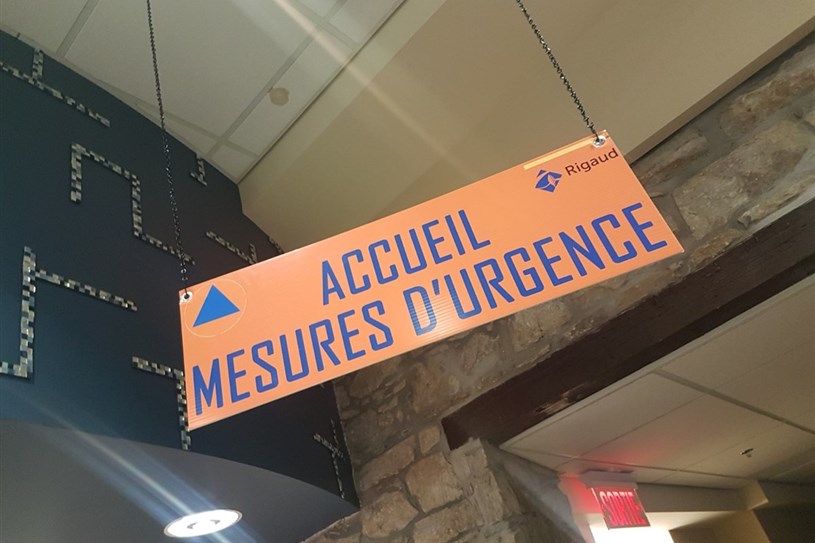 Rigaud
ACCUEIL
MESURES D'URGENCE
SORTIE